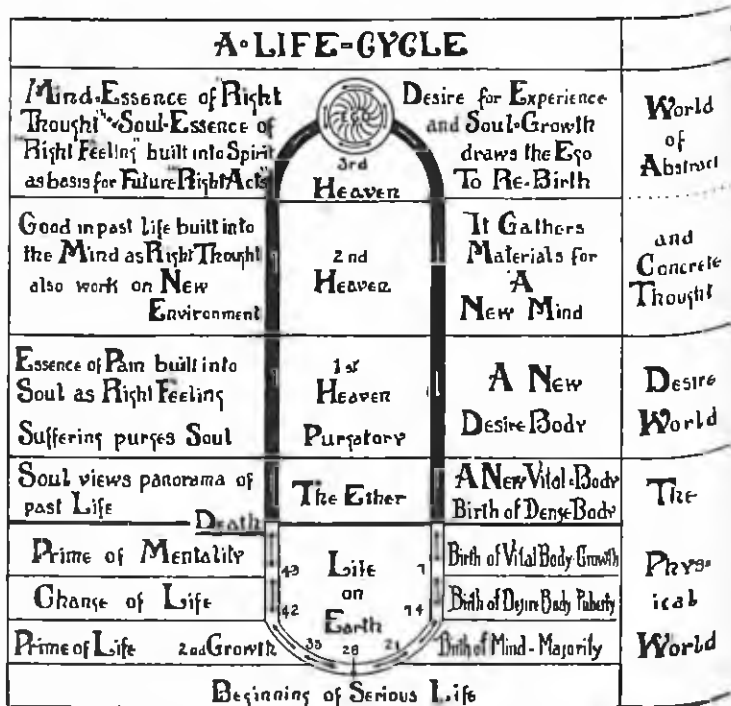 A·LIFE-CYCLE
Mind-Essence of Right
Thought" Soul-Essence of
"Right Feeling" built into Spirit
as basis for Future "Right Acts"
EGO
3rd
Heaven
Desire for Experience
and Soul-Growth
draws the Ego
To Re-Birth
World
of
Abstract
Good in past life built into
the Mind as Right Thought
also work on New
Environment
2nd
Heaven
It Gathers
Materials for
A
New Mind
and
Concrete
Thought
Essence of Pain built into
Soul as Right Feeling
Suffering purges Soul
1st
Heaven
Purgatory
A New
Desire Body
Desire
World
Soul views panorama of
past Life
Death
The Ether
A New Vital-Body
Birth of Dense Body
The
Phys-
ical
World
Prime of Mentality
49
Life
on
Earth
7
Birth of Vital Body-Growth
Change of Life
42
14
Birth of Desire Body Puberty
Prime of Life 2nd Growth
35
28
21
Birth of Mind-Majority
Beginning of Serious Life